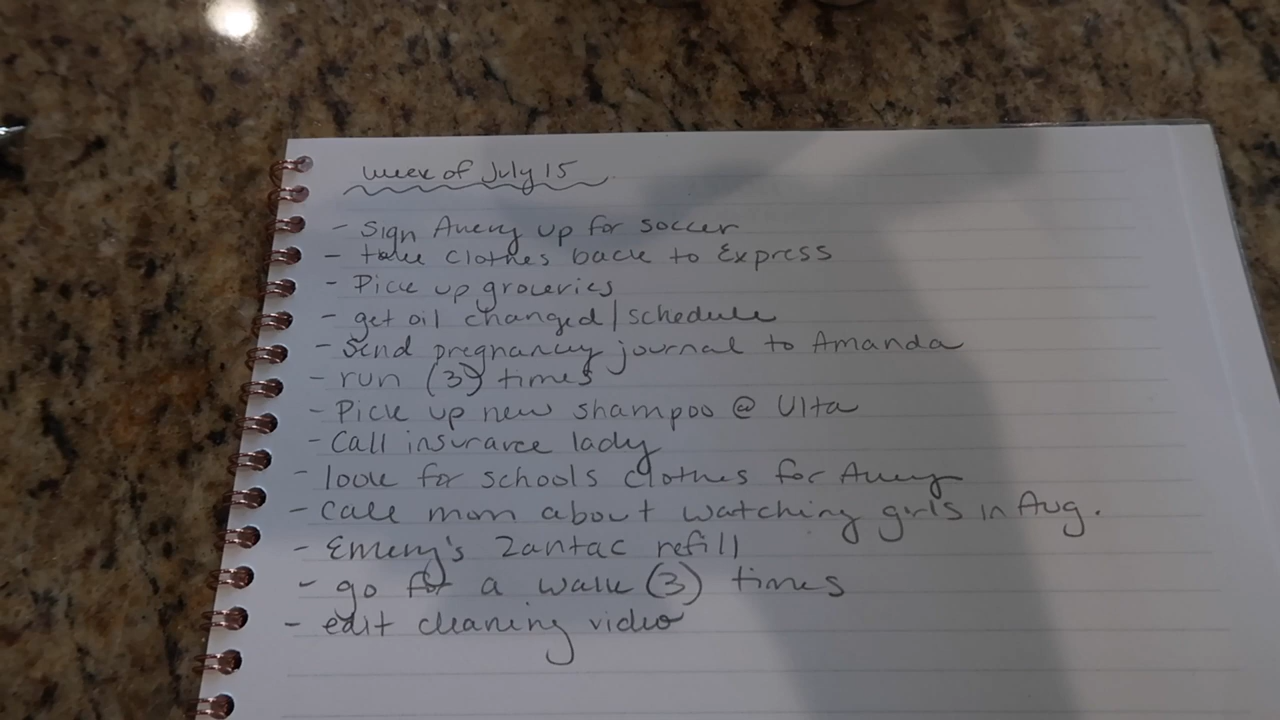 week of July 15
- sign Avery up for soccer
- take clothes back to Express
- Pick up groceries
- get oil changed/schedule
- Send pregnancy journal to Amanda
- run (3) times
- Pick up new shampoo @ Ulta
- Call insurance lady
- look for schools clothes for Avery
- call mom about watching girls in Aug.
- Emery's Zantac refill
- go for a walk (3) times
- edit cleaning video